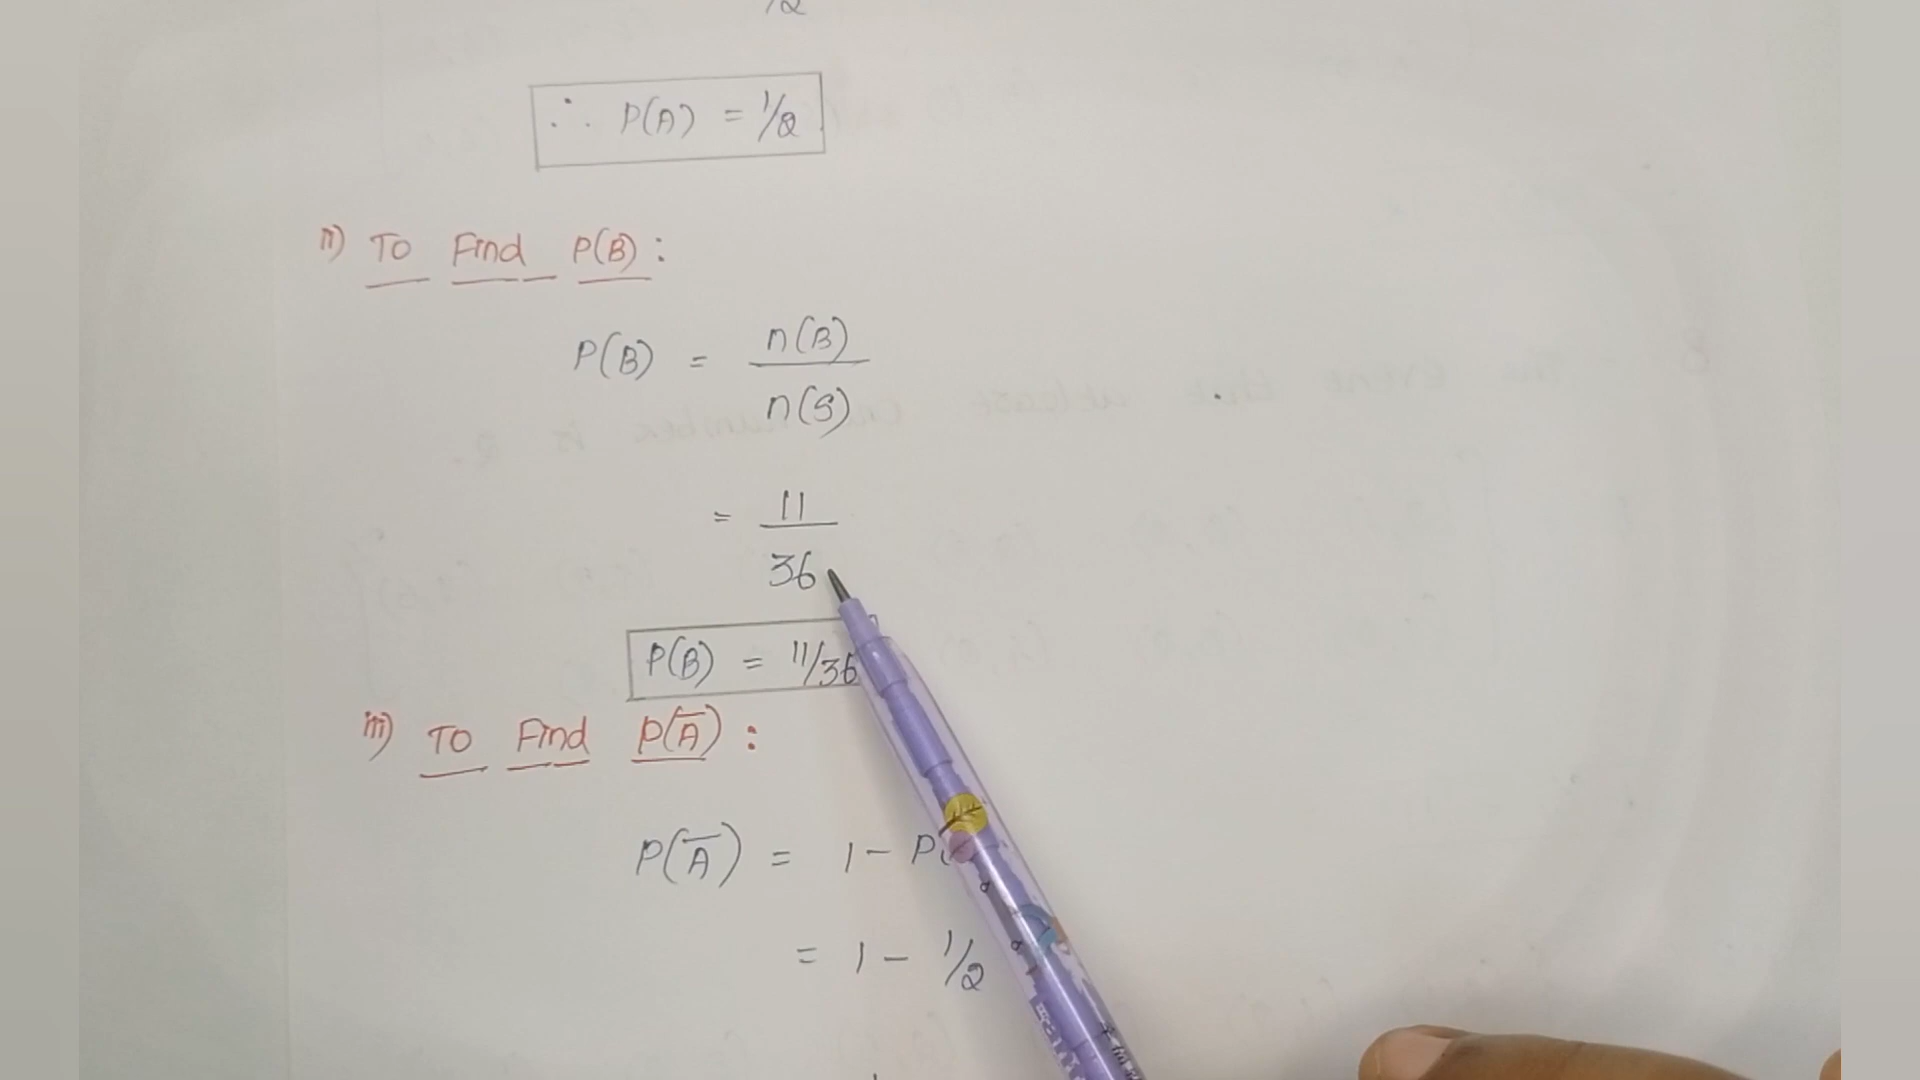 ∴ P(A) = 1/2
ii) To Find P(B) :
P(B) = n(B)
n(S)
= 11
36
P(B) = 11/36
iii) To Find P(A̅) :
P(A̅) = 1 - P(
= 1 - 1/2